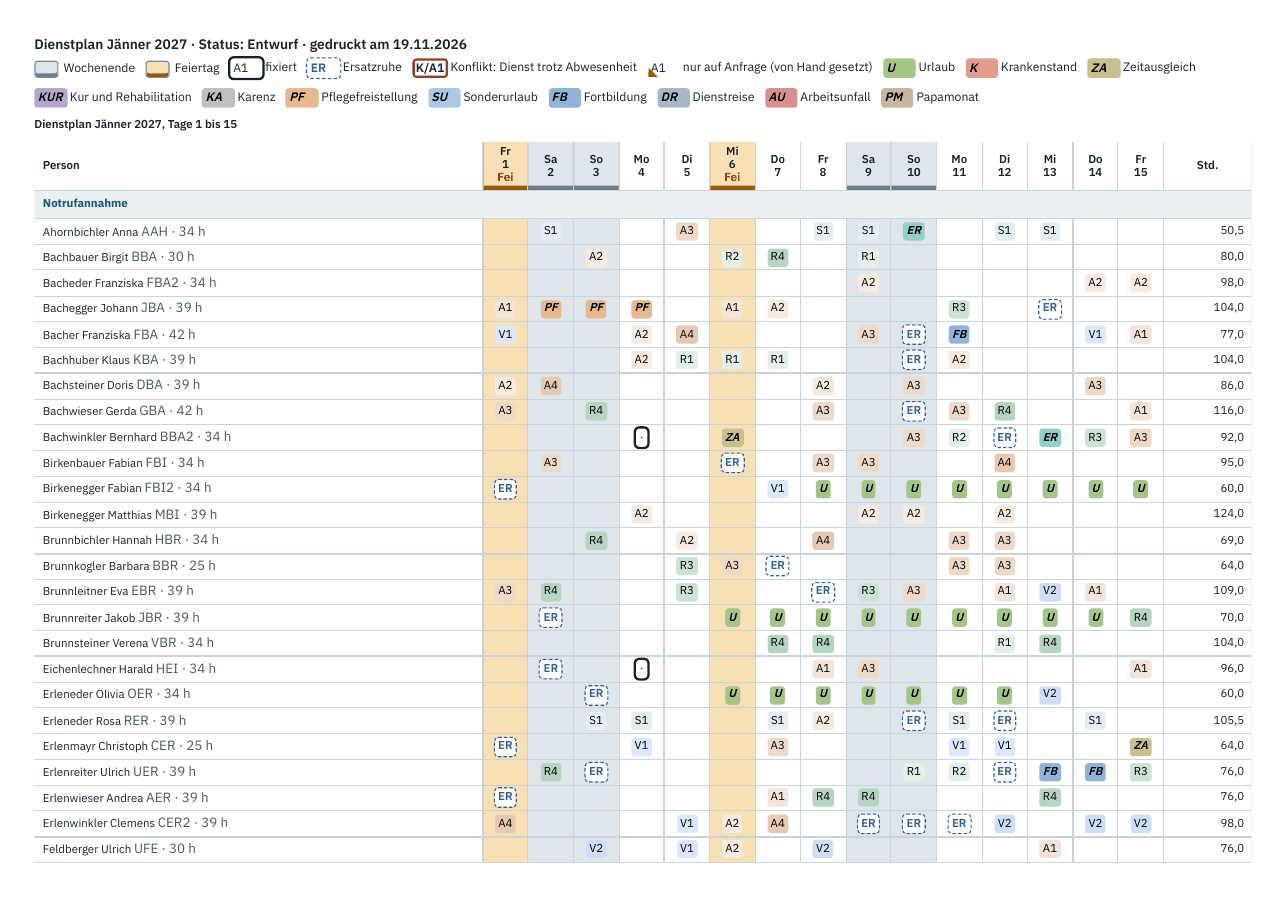 Dienstplan Jänner 2027 · Status: Entwurf · gedruckt am 19.11.2026
Wochenende Feiertag A1 fixiert ER Ersatzruhe K/A1 Konflikt: Dienst trotz Abwesenheit A1 nur auf Anfrage (von Hand gesetzt) U Urlaub K Krankenstand ZA Zeitausgleich
KUR Kur und Rehabilitation KA Karenz PF Pflegefreistellung SU Sonderurlaub FB Fortbildung DR Dienstreise AU Arbeitsunfall PM Papamonat
Dienstplan Jänner 2027, Tage 1 bis 15
Person Fr 1 Fei Sa 2 So 3 Mo 4 Di 5 Mi 6 Fei Do 7 Fr 8 Sa 9 So 10 Mo 11 Di 12 Mi 13 Do 14 Fr 15 Std.
Notrufannahme
Ahornbichler Anna AAH · 34 h S1 A3 S1 S1 ER S1 S1 50,5
Bachbauer Birgit BBA · 30 h A2 R2 R4 R1 80,0
Bacheder Franziska FBA2 · 34 h A2 A2 A2 98,0
Bachegger Johann JBA · 39 h A1 PF PF PF A1 A2 R3 ER 104,0
Bacher Franziska FBA · 42 h V1 A2 A4 A3 ER FB V1 A1 77,0
Bachhuber Klaus KBA · 39 h A2 R1 R1 R1 ER A2 104,0
Bachsteiner Doris DBA · 39 h A2 A4 A2 A3 A3 86,0
Bachwieser Gerda GBA · 42 h A3 R4 A3 ER A3 R4 A1 116,0
Bachwinkler Bernhard BBA2 · 34 h · ZA A3 R2 ER ER R3 A3 92,0
Birkenbauer Fabian FBI · 34 h A3 ER A3 A3 A4 95,0
Birkenegger Fabian FBI2 · 34 h ER V1 U U U U U U U U 60,0
Birkenegger Matthias MBI · 39 h A2 A2 A2 A2 124,0
Brunnbichler Hannah HBR · 34 h R4 A2 A4 A3 A3 69,0
Brunnkogler Barbara BBR · 25 h R3 A3 ER A3 A3 64,0
Brunnleitner Eva EBR · 39 h A3 R4 R3 ER R3 A3 A1 V2 A1 109,0
Brunnreiter Jakob JBR · 39 h ER U U U U U U U U U R4 70,0
Brunnsteiner Verena VBR · 34 h R4 R4 R1 R4 104,0
Eichenlechner Harald HEI · 34 h ER · A1 A3 A1 96,0
Erleneder Olivia OER · 34 h ER U U U U U U U V2 60,0
Erleneder Rosa RER · 39 h S1 S1 S1 A2 ER S1 ER S1 105,5
Erlenmayr Christoph CER · 25 h ER V1 A3 V1 V1 ZA 64,0
Erlenreiter Ulrich UER · 39 h R4 ER R1 R2 ER FB FB R3 76,0
Erlenwieser Andrea AER · 39 h ER A1 R4 R4 R4 76,0
Erlenwinkler Clemens CER2 · 39 h A4 V1 A2 A4 ER ER ER V2 V2 V2 98,0
Feldberger Ulrich UFE · 30 h V2 V1 A2 V2 A1 76,0